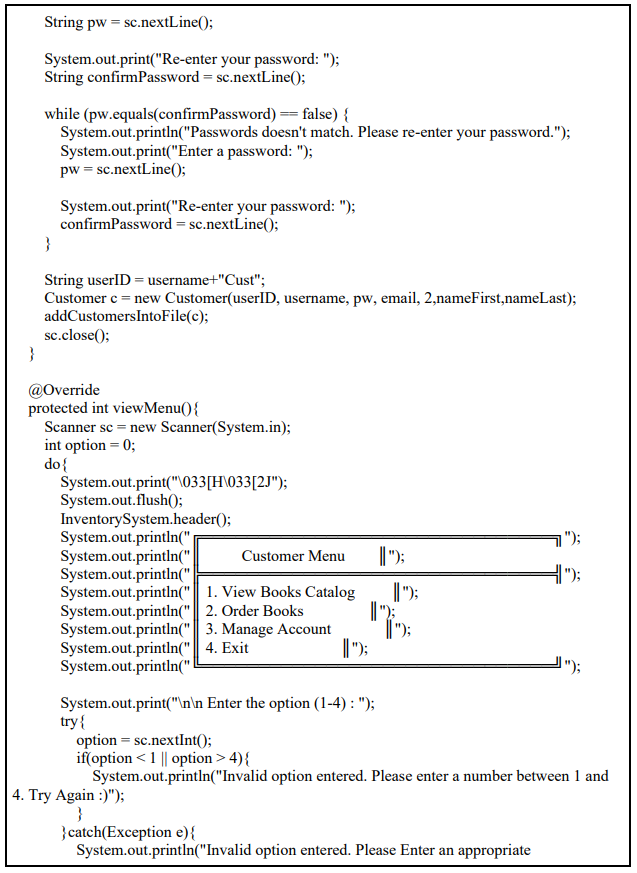 String pw = sc.nextLine();
System.out.print("Re-enter your password: ");
String confirmPassword = sc.nextLine();
while (pw.equals(confirmPassword) == false) {
System.out.println("Passwords doesn't match. Please re-enter your password.");
System.out.print("Enter a password: ");
pw = sc.nextLine();
System.out.print("Re-enter your password: ");
confirmPassword = sc.nextLine();
}
String userID = username+"Cust";
Customer c = new Customer(userID, username, pw, email, 2,nameFirst,nameLast);
addCustomersIntoFile(c);
sc.close();
}
@Override
protected int viewMenu(){
Scanner sc = new Scanner(System.in);
int option = 0;
do{
System.out.print("\033[H\033[2J");
System.out.flush();
InventorySystem.header();
System.out.println("╔══════════════════════════════╗");
System.out.println("║ Customer Menu ║");
System.out.println("╠══════════════════════════════╣");
System.out.println("║ 1. View Books Catalog ║");
System.out.println("║ 2. Order Books ║");
System.out.println("║ 3. Manage Account ║");
System.out.println("║ 4. Exit ║");
System.out.println("╚══════════════════════════════╝");
System.out.print("\n\n Enter the option (1-4) : ");
try{
option = sc.nextInt();
if(option < 1 || option > 4){
System.out.println("Invalid option entered. Please enter a number between 1 and
4. Try Again :)");
}
}catch(Exception e){
System.out.println("Invalid option entered. Please Enter an appropriate